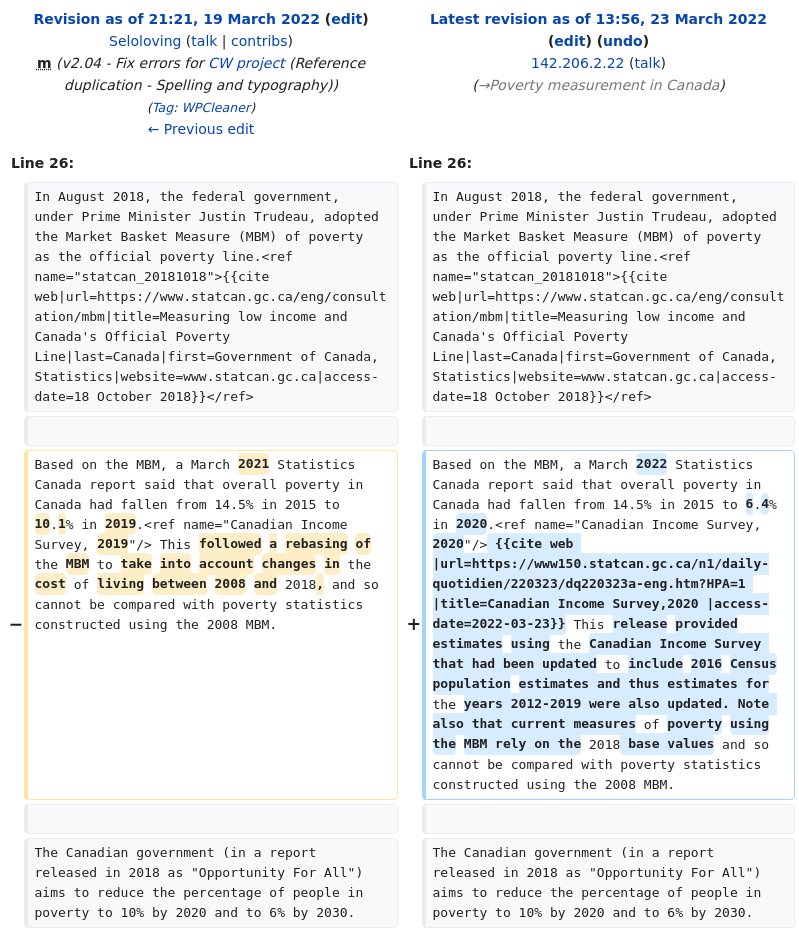 Revision as of 21:21, 19 March 2022 (edit)
Seloloving (talk | contribs)
m (v2.04 - Fix errors for CW project (Reference
duplication - Spelling and typography))
(Tag: WPCleaner)
← Previous edit
Latest revision as of 13:56, 23 March 2022
(edit) (undo)
142.206.2.22 (talk)
(→Poverty measurement in Canada)
Line 26:
Line 26:
In August 2018, the federal government,
under Prime Minister Justin Trudeau, adopted
the Market Basket Measure (MBM) of poverty
as the official poverty line.<ref
name="statcan_20181018">{{cite
web|url=https://www.statcan.gc.ca/eng/consult
ation/mbm|title=Measuring low income and
Canada's Official Poverty
Line|last=Canada|first=Government of Canada,
Statistics|website=www.statcan.gc.ca|access-
date=18 October 2018}}</ref>
In August 2018, the federal government,
under Prime Minister Justin Trudeau, adopted
the Market Basket Measure (MBM) of poverty
as the official poverty line.<ref
name="statcan_20181018">{{cite
web|url=https://www.statcan.gc.ca/eng/consult
ation/mbm|title=Measuring low income and
Canada's Official Poverty
Line|last=Canada|first=Government of Canada,
Statistics|website=www.statcan.gc.ca|access-
date=18 October 2018}}</ref>
−
Based on the MBM, a March 2021 Statistics
Canada report said that overall poverty in
Canada had fallen from 14.5% in 2015 to
10.1% in 2019.<ref name="Canadian Income
Survey, 2019"/> This followed a rebasing of
the MBM to take into account changes in the
cost of living between 2008 and 2018, and so
cannot be compared with poverty statistics
constructed using the 2008 MBM.
+
Based on the MBM, a March 2022 Statistics
Canada report said that overall poverty in
Canada had fallen from 14.5% in 2015 to 6.4%
in 2020.<ref name="Canadian Income Survey,
2020"/> {{cite web
|url=https://www150.statcan.gc.ca/n1/daily-
quotidien/220323/dq220323a-eng.htm?HPA=1
|title=Canadian Income Survey,2020 |access-
date=2022-03-23}} This release provided
estimates using the Canadian Income Survey
that had been updated to include 2016 Census
population estimates and thus estimates for
the years 2012-2019 were also updated. Note
also that current measures of poverty using
the MBM rely on the 2018 base values and so
cannot be compared with poverty statistics
constructed using the 2008 MBM.
The Canadian government (in a report
released in 2018 as "Opportunity For All")
aims to reduce the percentage of people in
poverty to 10% by 2020 and to 6% by 2030.
The Canadian government (in a report
released in 2018 as "Opportunity For All")
aims to reduce the percentage of people in
poverty to 10% by 2020 and to 6% by 2030.